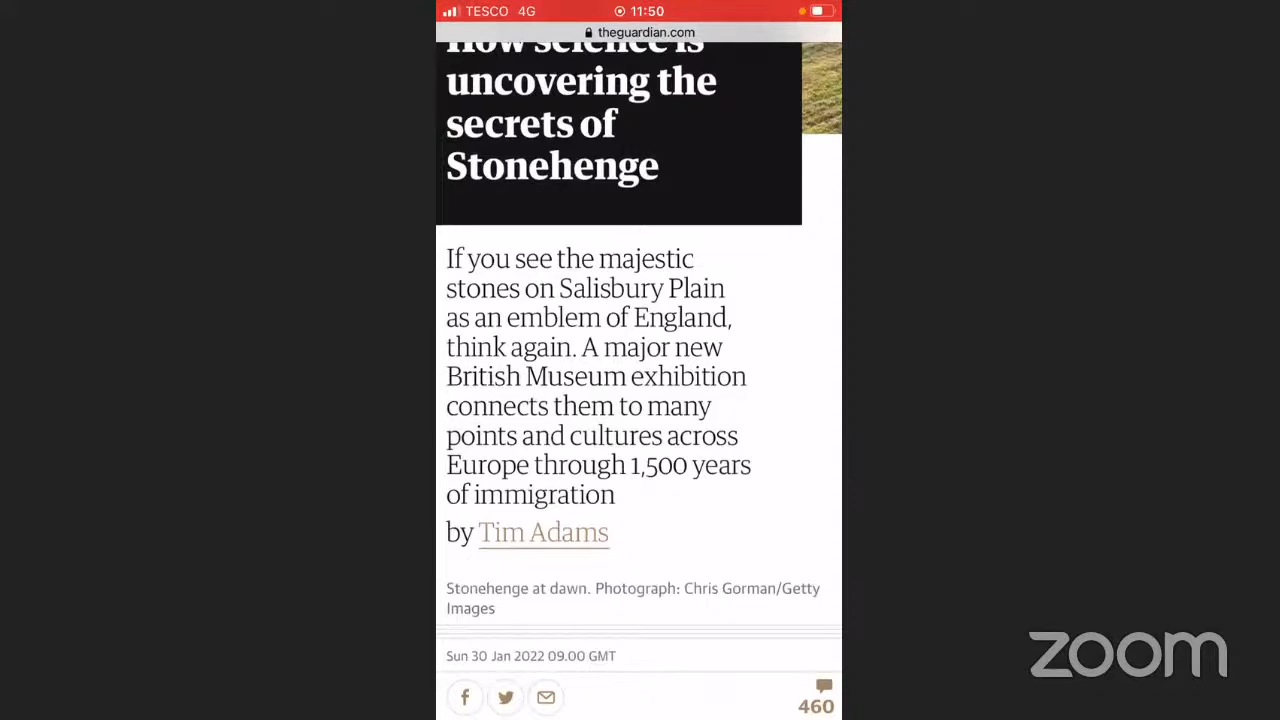 TESCO 4G 11:50
theguardian.com
How science is
uncovering the
secrets of
Stonehenge
If you see the majestic
stones on Salisbury Plain
as an emblem of England,
think again. A major new
British Museum exhibition
connects them to many
points and cultures across
Europe through 1,500 years
of immigration
by Tim Adams
Stonehenge at dawn. Photograph: Chris Gorman/Getty
Images
Sun 30 Jan 2022 09.00 GMT
460
zoom